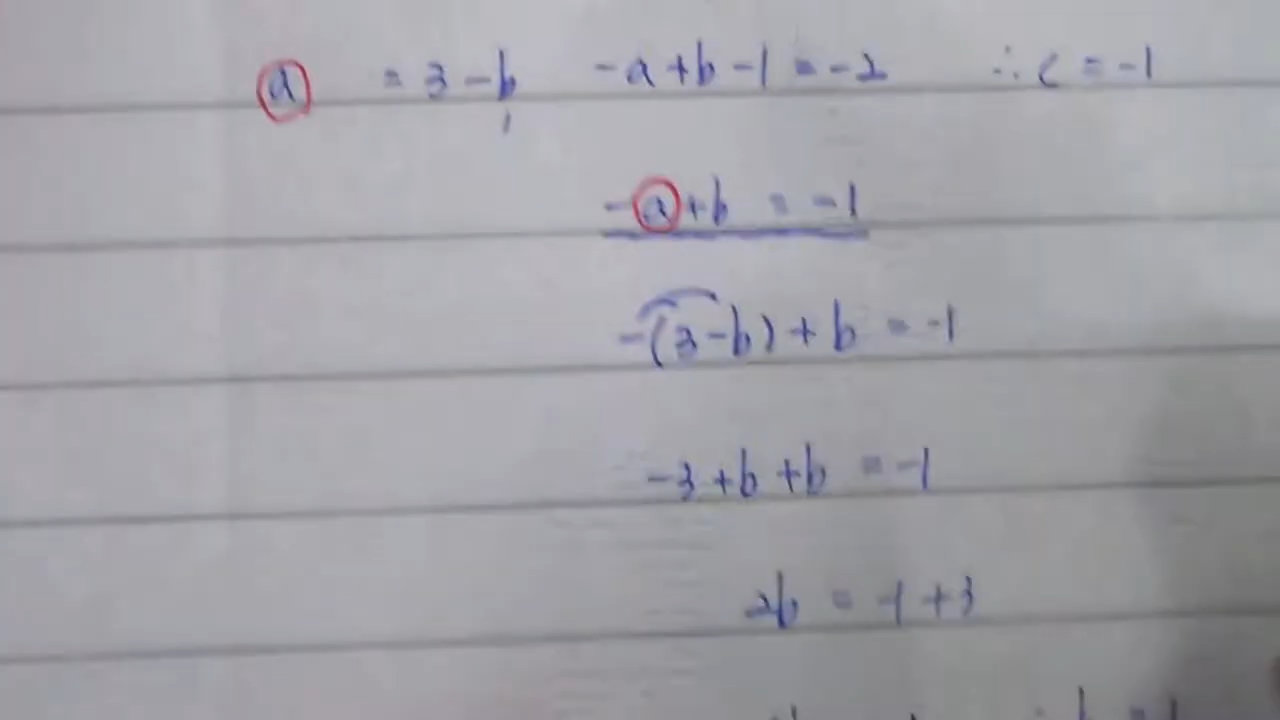 a = 3 - b -a + b - 1 = -2 ∴ c = -1
-a + b = -1
-(3 - b) + b = -1
-3 + b + b = -1
2b = -1 + 3